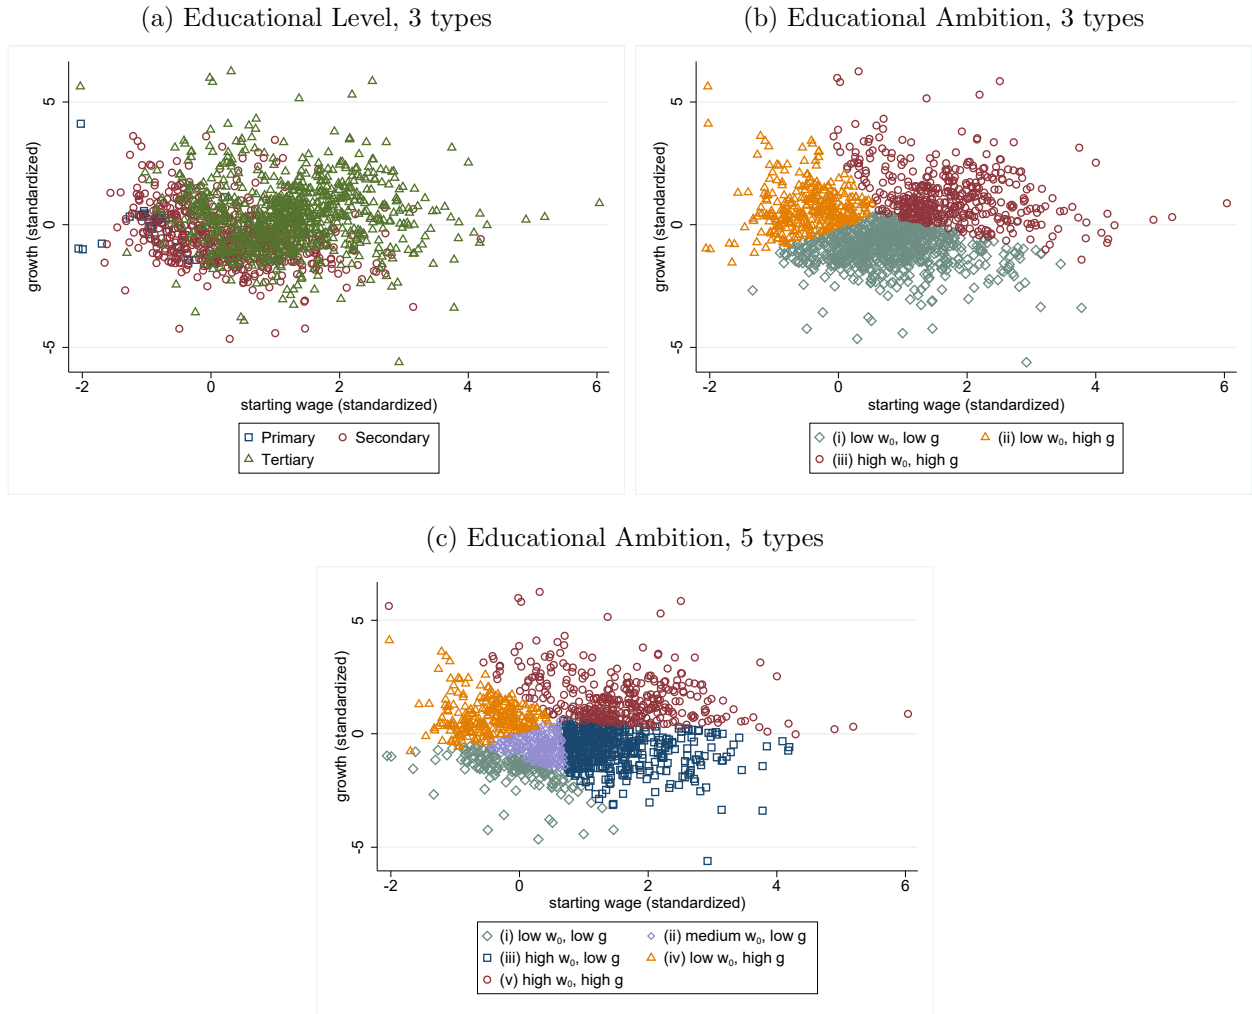 (a) Educational Level, 3 types
5
0
-5
growth (standardized)
-2 0 2 4 6
starting wage (standardized)
Primary Secondary
Tertiary
(b) Educational Ambition, 3 types
5
0
-5
growth (standardized)
-2 0 2 4 6
starting wage (standardized)
(i) low w₀, low g (ii) low w₀, high g
(iii) high w₀, high g
(c) Educational Ambition, 5 types
5
0
-5
growth (standardized)
-2 0 2 4 6
starting wage (standardized)
(i) low w₀, low g (ii) medium w₀, low g
(iii) high w₀, low g (iv) low w₀, high g
(v) high w₀, high g